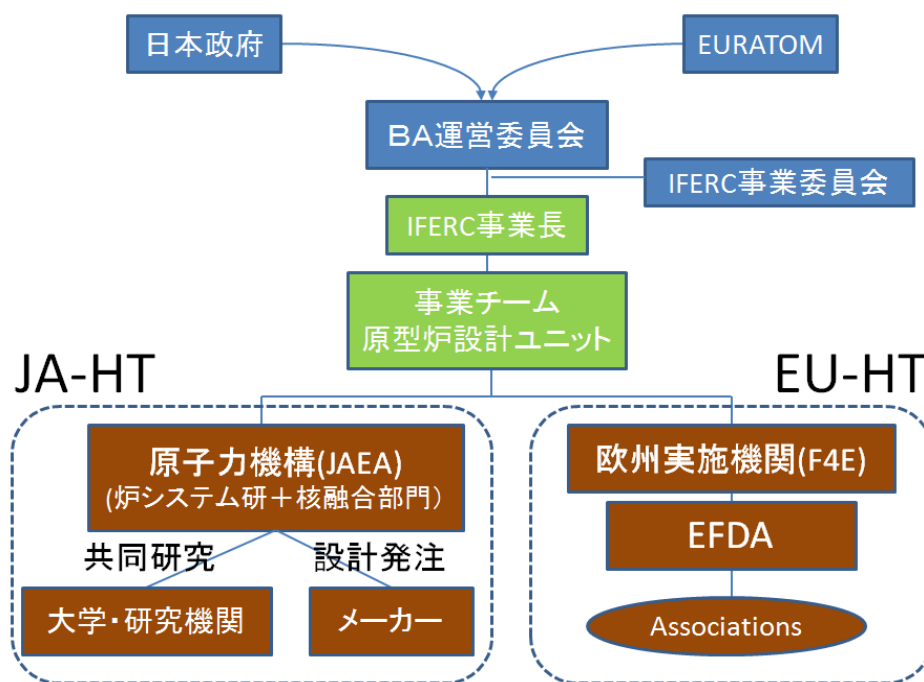 日本政府
EURATOM
BA運営委員会
IFERC事業委員会
IFERC事業長
事業チーム
原型炉設計ユニット
JA-HT
EU-HT
原子力機構(JAEA)
(炉システム研+核融合部門)
欧州実施機関(F4E)
EFDA
共同研究
設計発注
大学・研究機関
メーカー
Associations